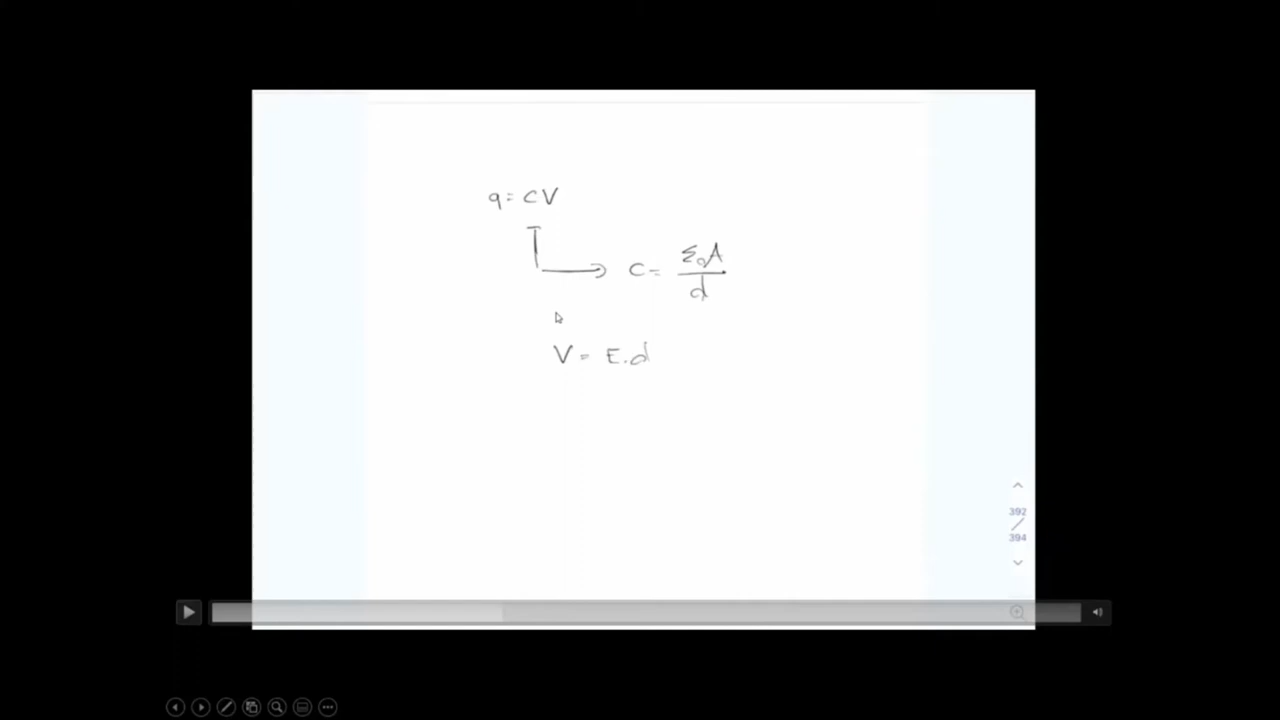 q = CV
C = ε₀A / d
V = E.d
392
/
394